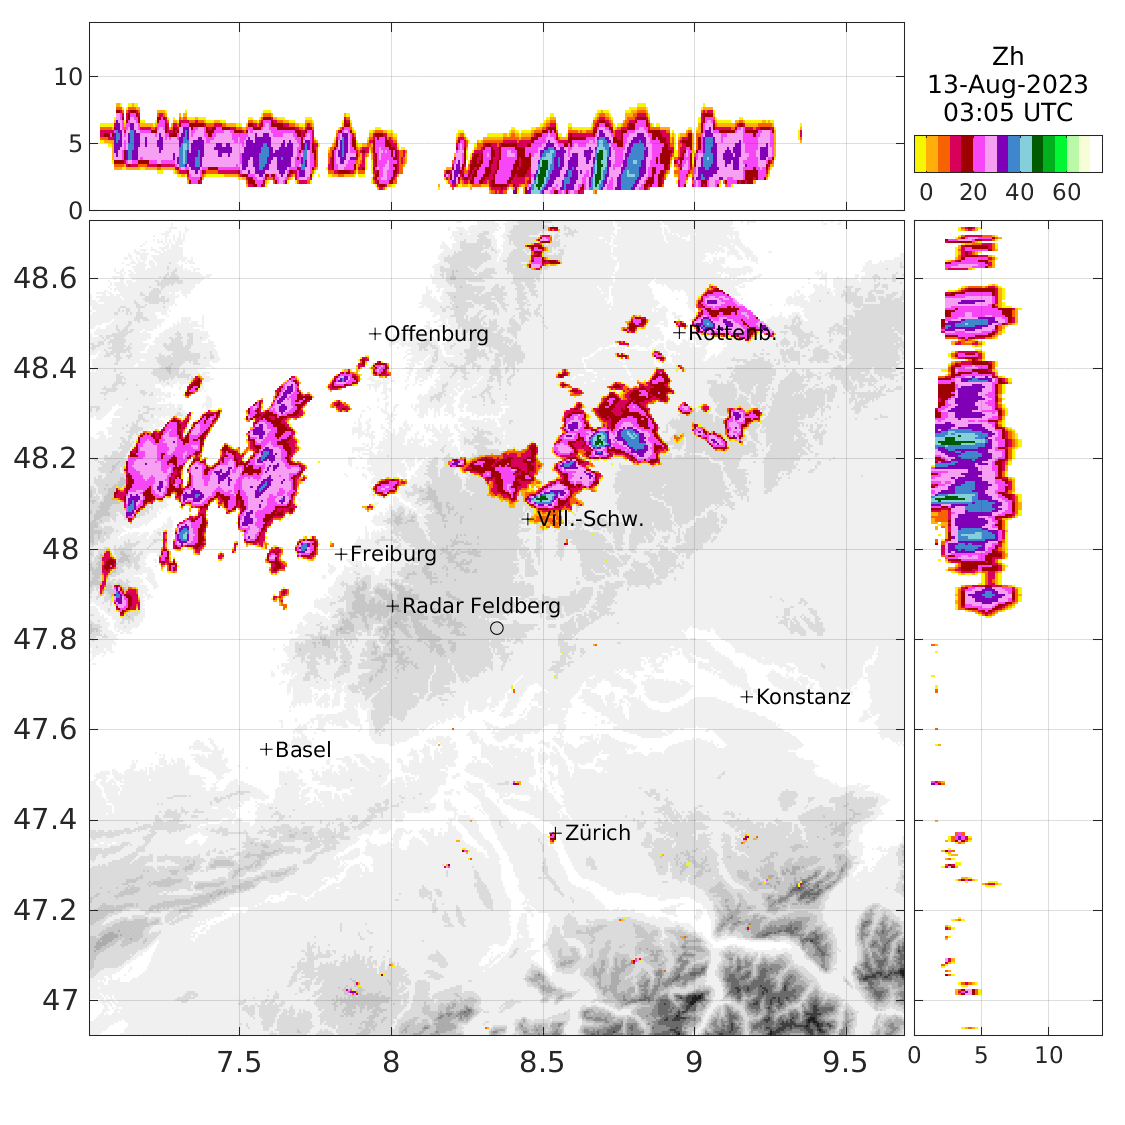 Zh
13-Aug-2023
03:05 UTC
0 20 40 60
10
5
0
48.6
48.4
48.2
48
47.8
47.6
47.4
47.2
47
Offenburg
Rottenb.
Vill.-Schw.
Freiburg
Radar Feldberg
Konstanz
Basel
Zürich
7.5 8 8.5 9 9.5
0 5 10